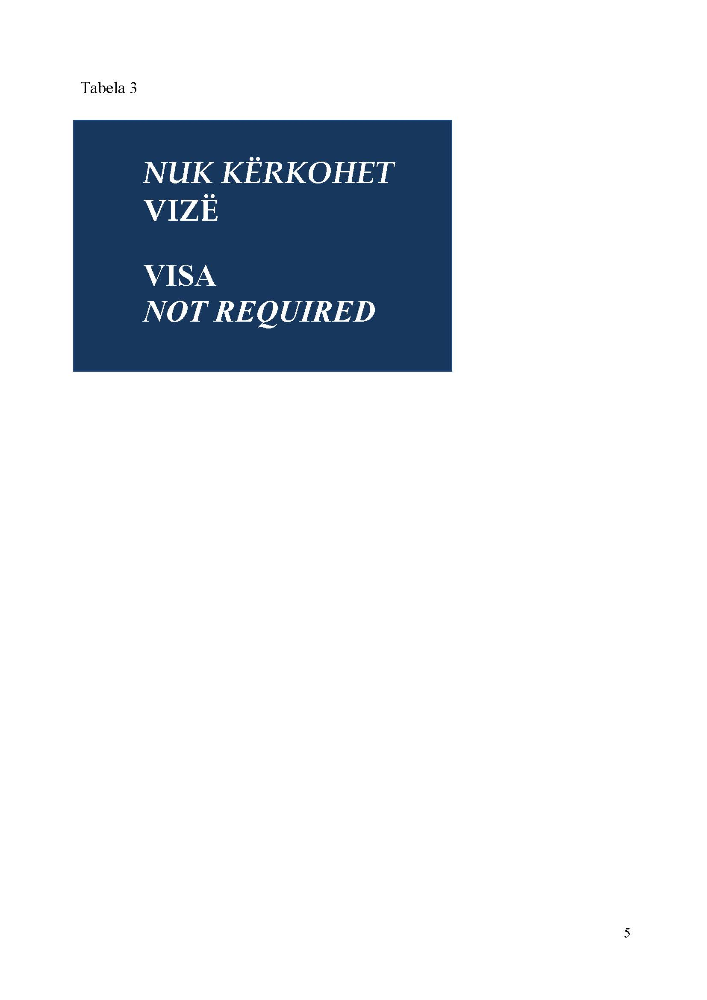 Tabela 3
NUK KËRKOHET
VIZË
VISA
NOT REQUIRED
5